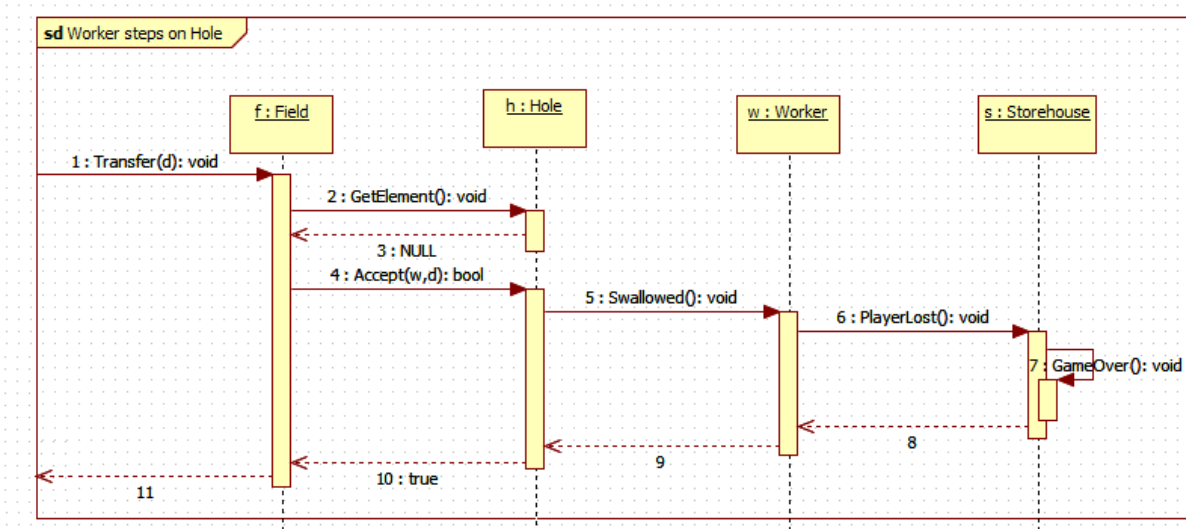 sd Worker steps on Hole
f : Field
h : Hole
w : Worker
s : Storehouse
1 : Transfer(d): void
2 : GetElement(): void
3 : NULL
4 : Accept(w,d): bool
5 : Swallowed(): void
6 : PlayerLost(): void
7 : GameOver(): void
8
9
10 : true
11